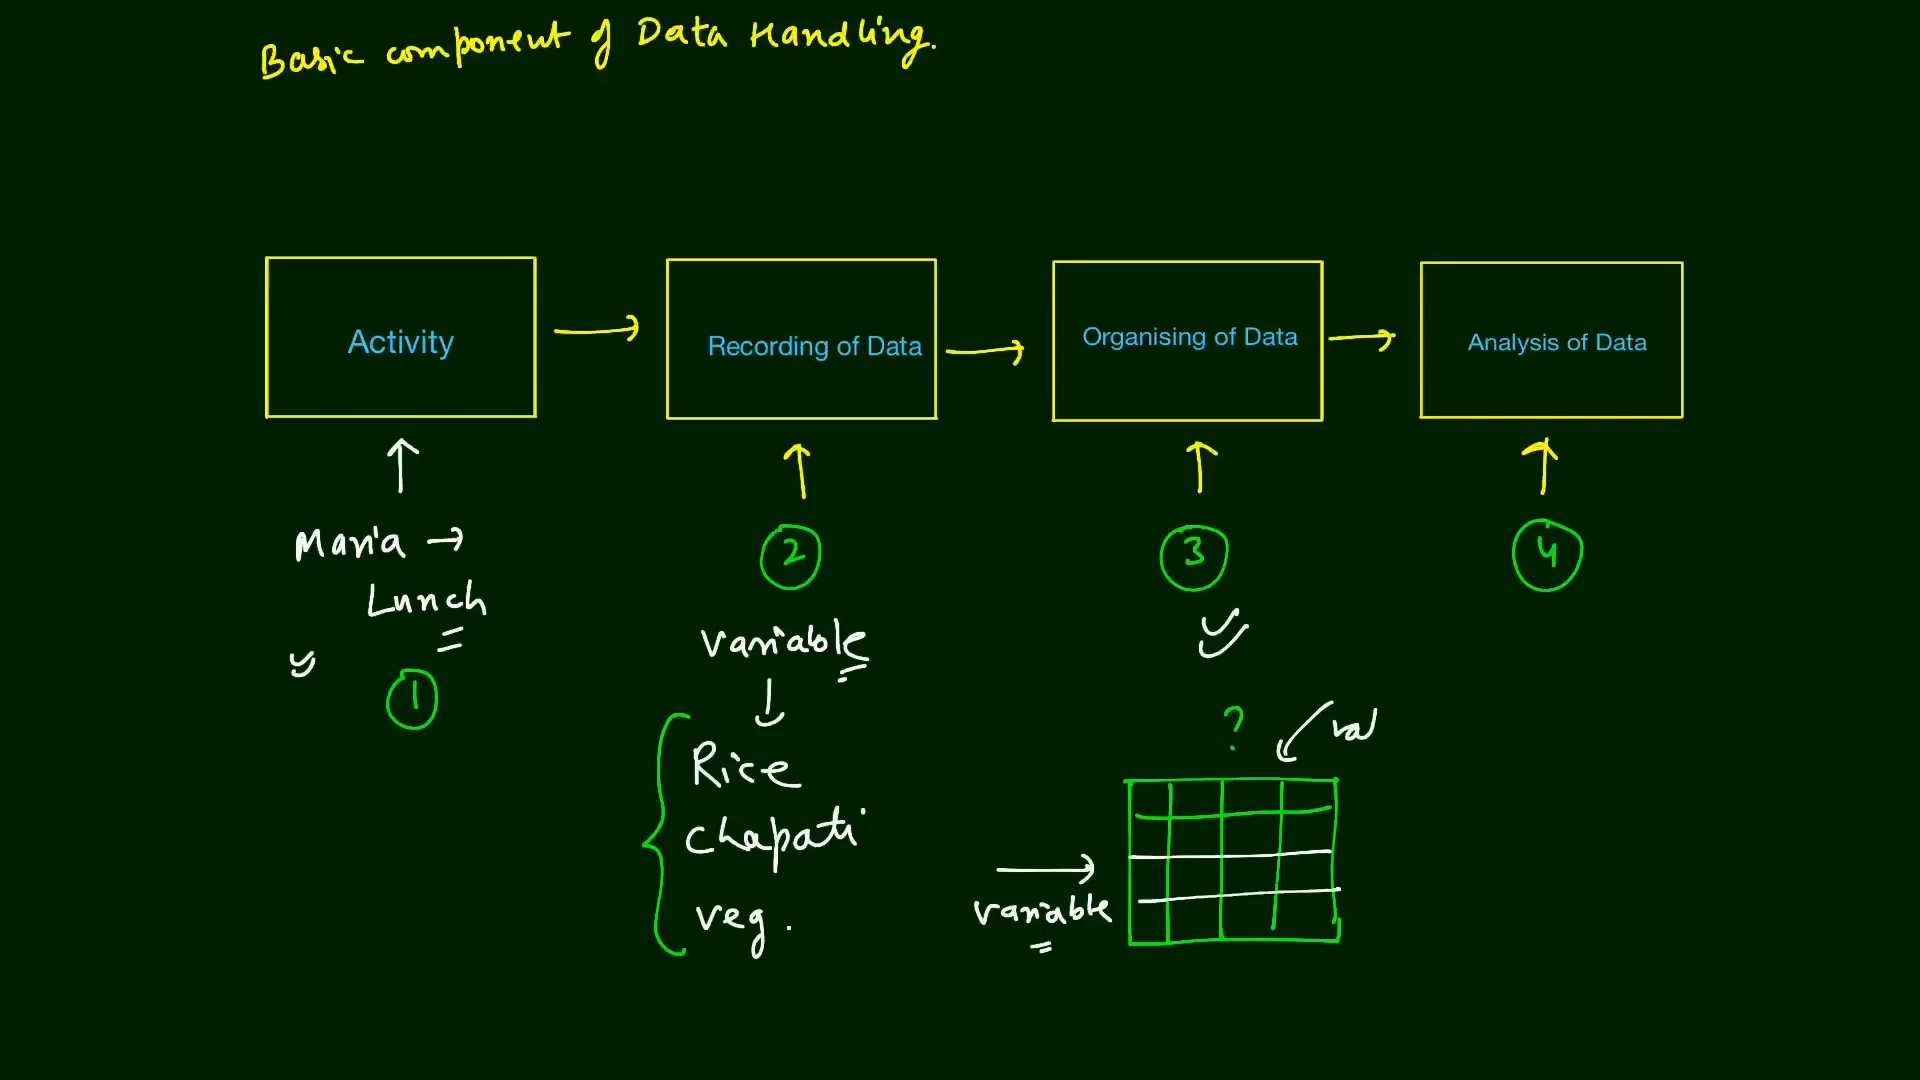 Basic component of Data Handling.
Activity
Recording of Data
Organising of Data
Analysis of Data
Maria →
Lunch
1
2
variable
Rice
Chapati
veg.
3
?
val
variable
4